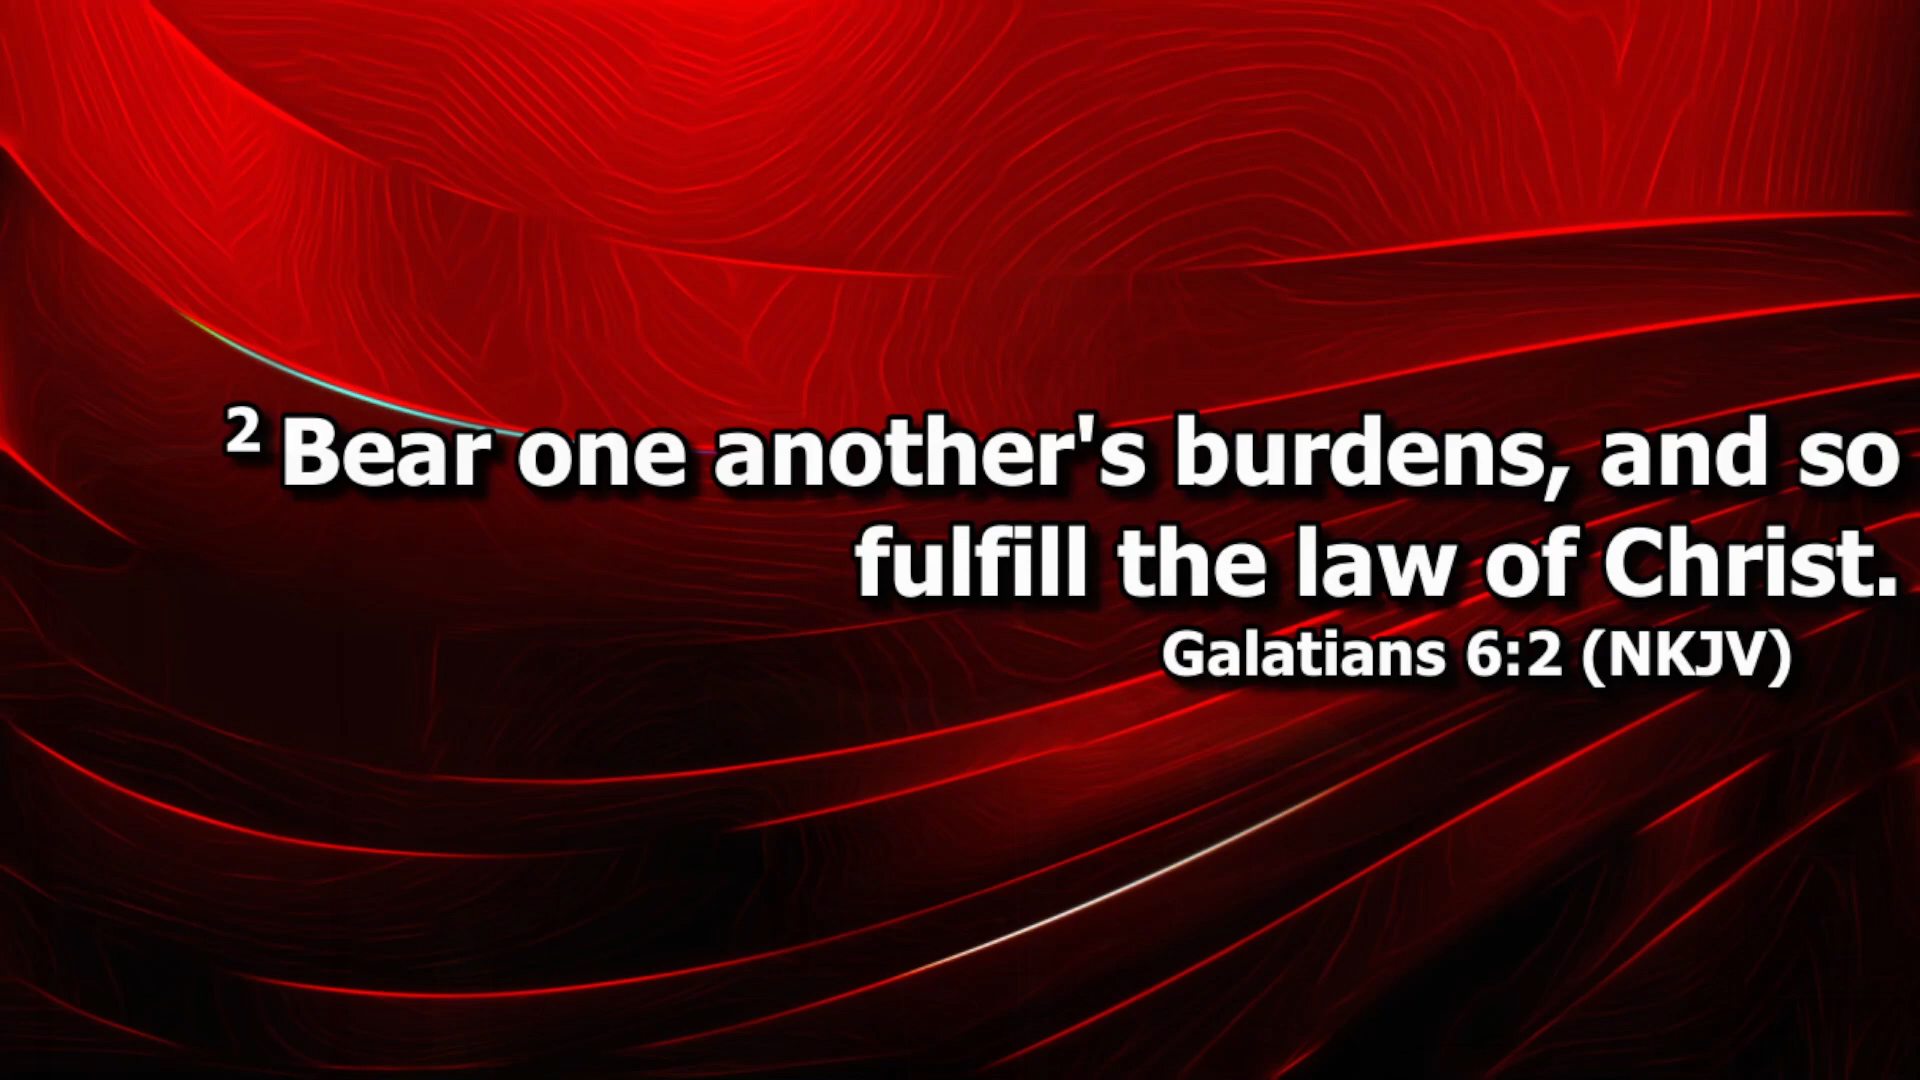 ² Bear one another's burdens, and so
fulfill the law of Christ.
Galatians 6:2 (NKJV)